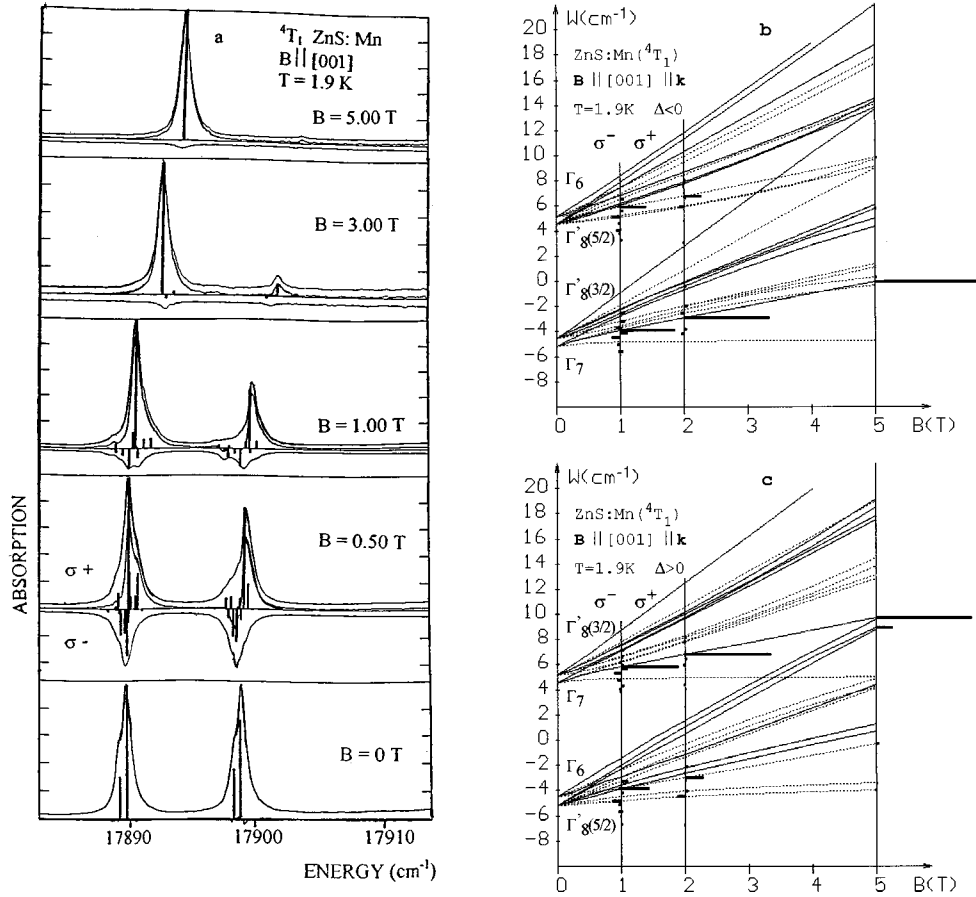 a
⁴T₁ ZnS: Mn
B || [001]
T = 1.9 K
B = 5.00 T
B = 3.00 T
B = 1.00 T
B = 0.50 T
σ +
σ -
B = 0 T
ABSORPTION
17890
17900
17910
ENERGY (cm⁻¹)
W(cm⁻¹)
b
20
18
16
14
12
10
8
6
4
2
0
-2
-4
-6
-8
ZnS:Mn(⁴T₁)
B || [001] || k
T=1.9K Δ<0
σ⁻ σ⁺
Γ₆
Γ'₈(5/2)
Γ'₈(3/2)
Γ₇
0 1 2 3 4 5 B(T)
W(cm⁻¹)
c
20
18
16
14
12
10
8
6
4
2
0
-2
-4
-6
-8
ZnS:Mn(⁴T₁)
B || [001] || k
T=1.9K Δ>0
σ⁻ σ⁺
Γ'₈(3/2)
Γ₇
Γ₆
Γ'₈(5/2)
0 1 2 3 4 5 B(T)